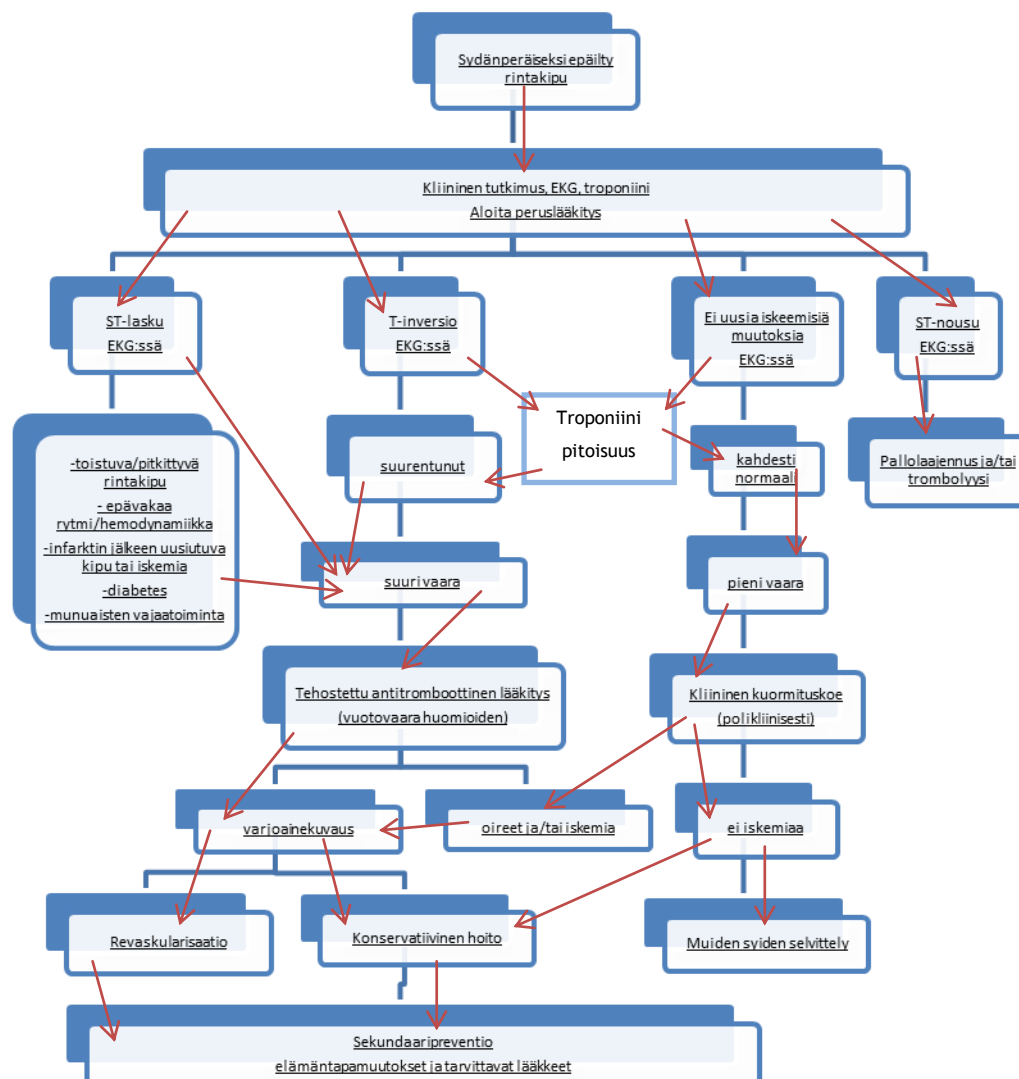 Sydänperäiseksi epäilty
rintakipu
Kliininen tutkimus, EKG, troponiini
Aloita peruslääkitys
ST-lasku
EKG:ssä
T-inversio
EKG:ssä
Ei uusia iskeemisiä
muutoksia
EKG:ssä
ST-nousu
EKG:ssä
Troponiini
pitoisuus
-toistuva/pitkittyvä
rintakipu
- epävakaa
rytmi/hemodynamiikka
-infarktin jälkeen uusiutuva
kipu tai iskemia
-diabetes
-munuaisten vajaatoiminta
suurentunut
kahdesti
normaali
Pallolaajennus ja/tai
trombolyysi
suuri vaara
pieni vaara
Tehostettu antitromboottinen lääkitys
(vuotovaara huomioiden)
Kliininen kuormituskoe
(polikliinisesti)
varjoainekuvaus
oireet ja/tai iskemia
ei iskemiaa
Revaskularisaatio
Konservatiivinen hoito
Muiden syiden selvittely
Sekundaaripreventio
elämäntapamuutokset ja tarvittavat lääkkeet